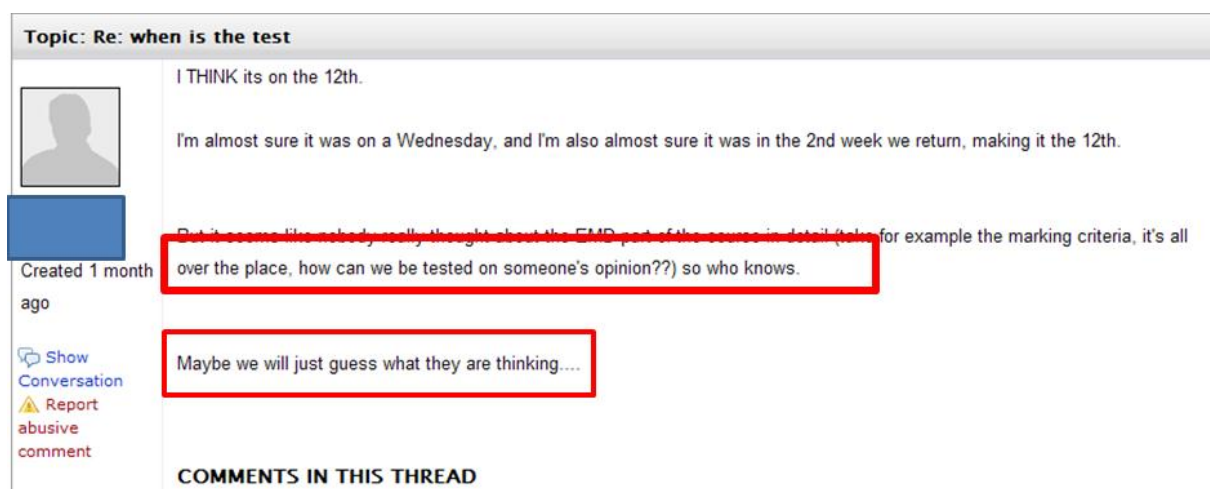 Topic: Re: when is the test
I THINK its on the 12th.
I'm almost sure it was on a Wednesday, and I'm also almost sure it was in the 2nd week we return, making it the 12th.
But it seems like nobody really thought about the EMD part of the course in detail (take for example the marking criteria, it's all
over the place, how can we be tested on someone's opinion??) so who knows.
Maybe we will just guess what they are thinking....
Created 1 month
ago
Show
Conversation
Report
abusive
comment
COMMENTS IN THIS THREAD